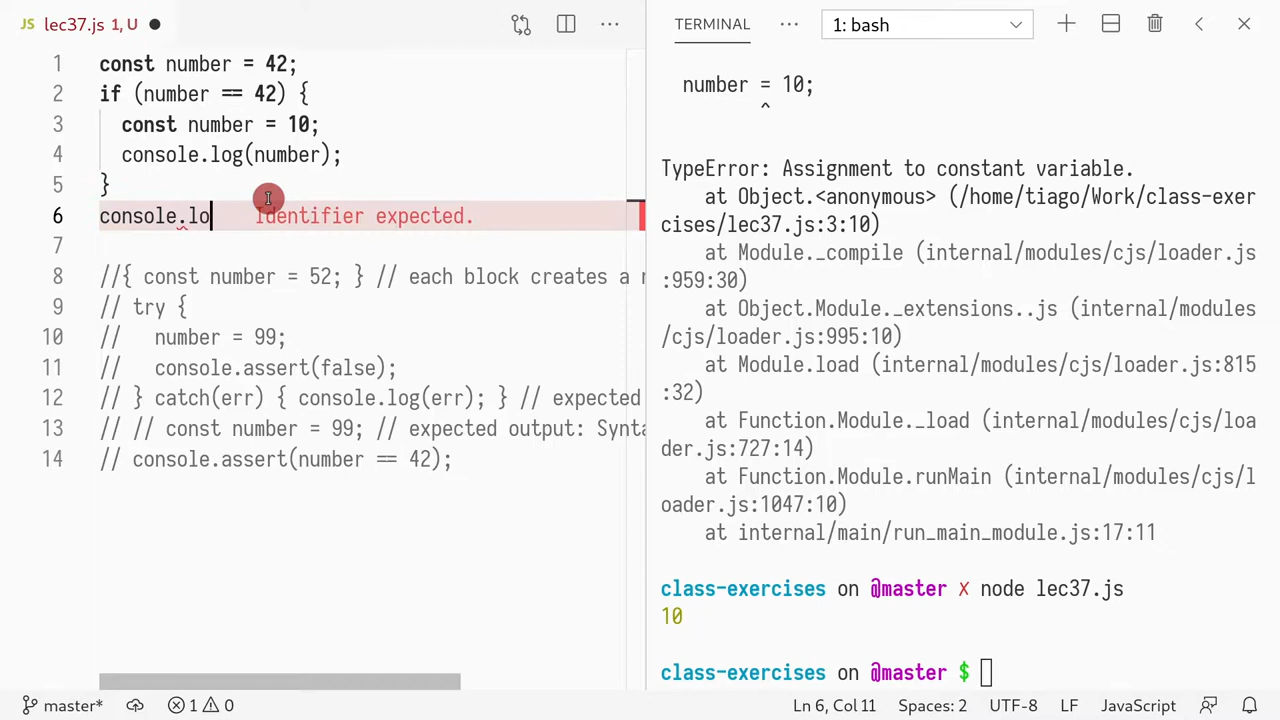 JS lec37.js 1, U
TERMINAL
1: bash
1 const number = 42;
2 if (number == 42) {
3 const number = 10;
4 console.log(number);
5 }
6 console.lo Identifier expected.
7
8 //{ const number = 52; } // each block creates a
9 // try {
10 // number = 99;
11 // console.assert(false);
12 // } catch(err) { console.log(err); } // expected
13 // // const number = 99; // expected output: Synta
14 // console.assert(number == 42);
number = 10;
^
TypeError: Assignment to constant variable.
at Object.<anonymous> (/home/tiago/Work/class-exer
cises/lec37.js:3:10)
at Module._compile (internal/modules/cjs/loader.js
:959:30)
at Object.Module._extensions..js (internal/modules
/cjs/loader.js:995:10)
at Module.load (internal/modules/cjs/loader.js:815
:32)
at Function.Module._load (internal/modules/cjs/loa
der.js:727:14)
at Function.Module.runMain (internal/modules/cjs/l
oader.js:1047:10)
at internal/main/run_main_module.js:17:11
class-exercises on @master ✗ node lec37.js
10
class-exercises on @master $
master* 1 0 Ln 6, Col 11 Spaces: 2 UTF-8 LF JavaScript